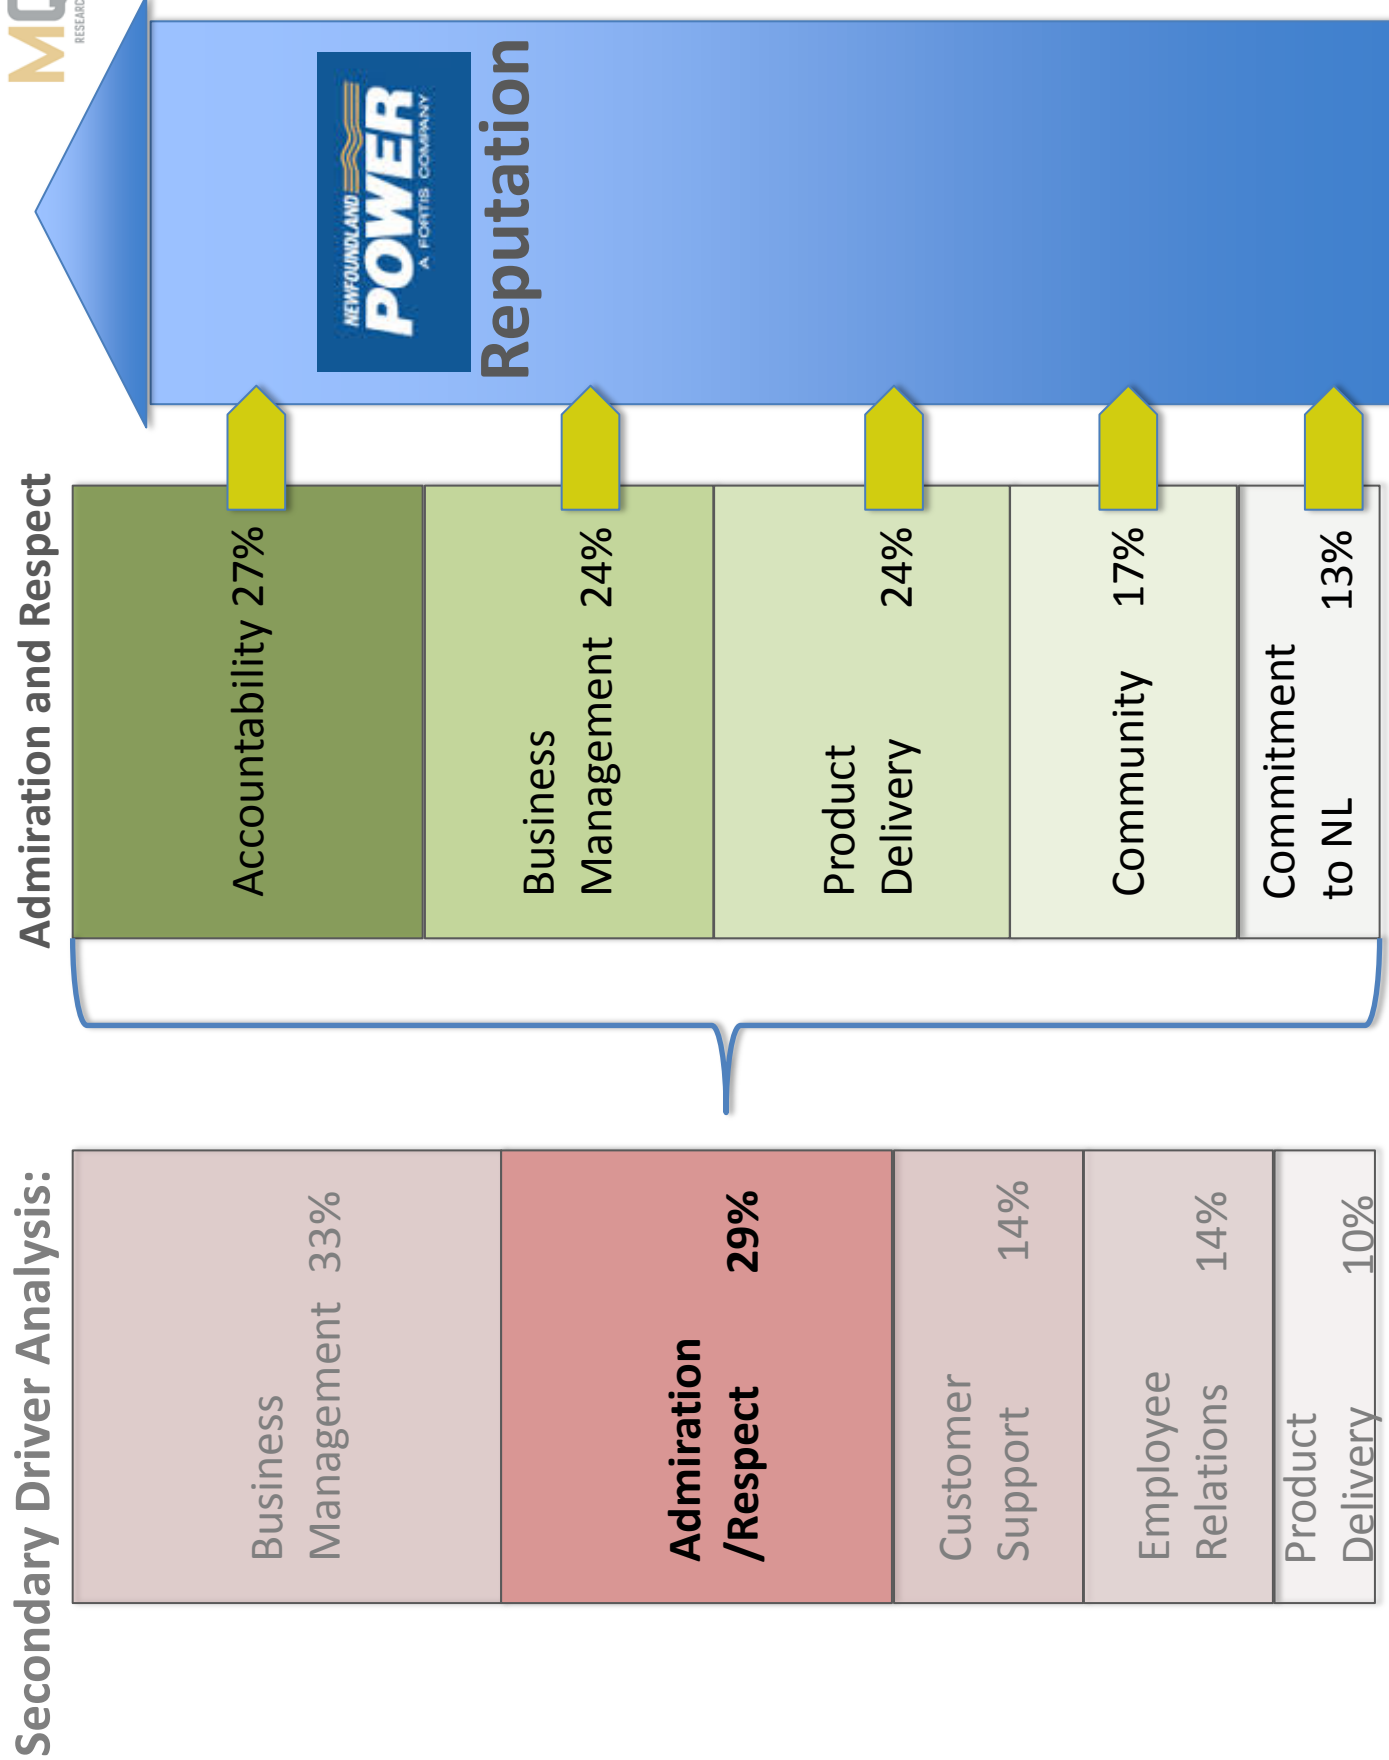 Secondary Driver Analysis:
Business
Management 33%
Admiration
/Respect 29%
Customer
Support 14%
Employee
Relations 14%
Product
Delivery 10%
Admiration and Respect
Accountability 27%
Business
Management 24%
Product
Delivery 24%
Community 17%
Commitment
to NL 13%
NEWFOUNDLAND
POWER
A FORTIS COMPANY
Reputation
RESEARCH